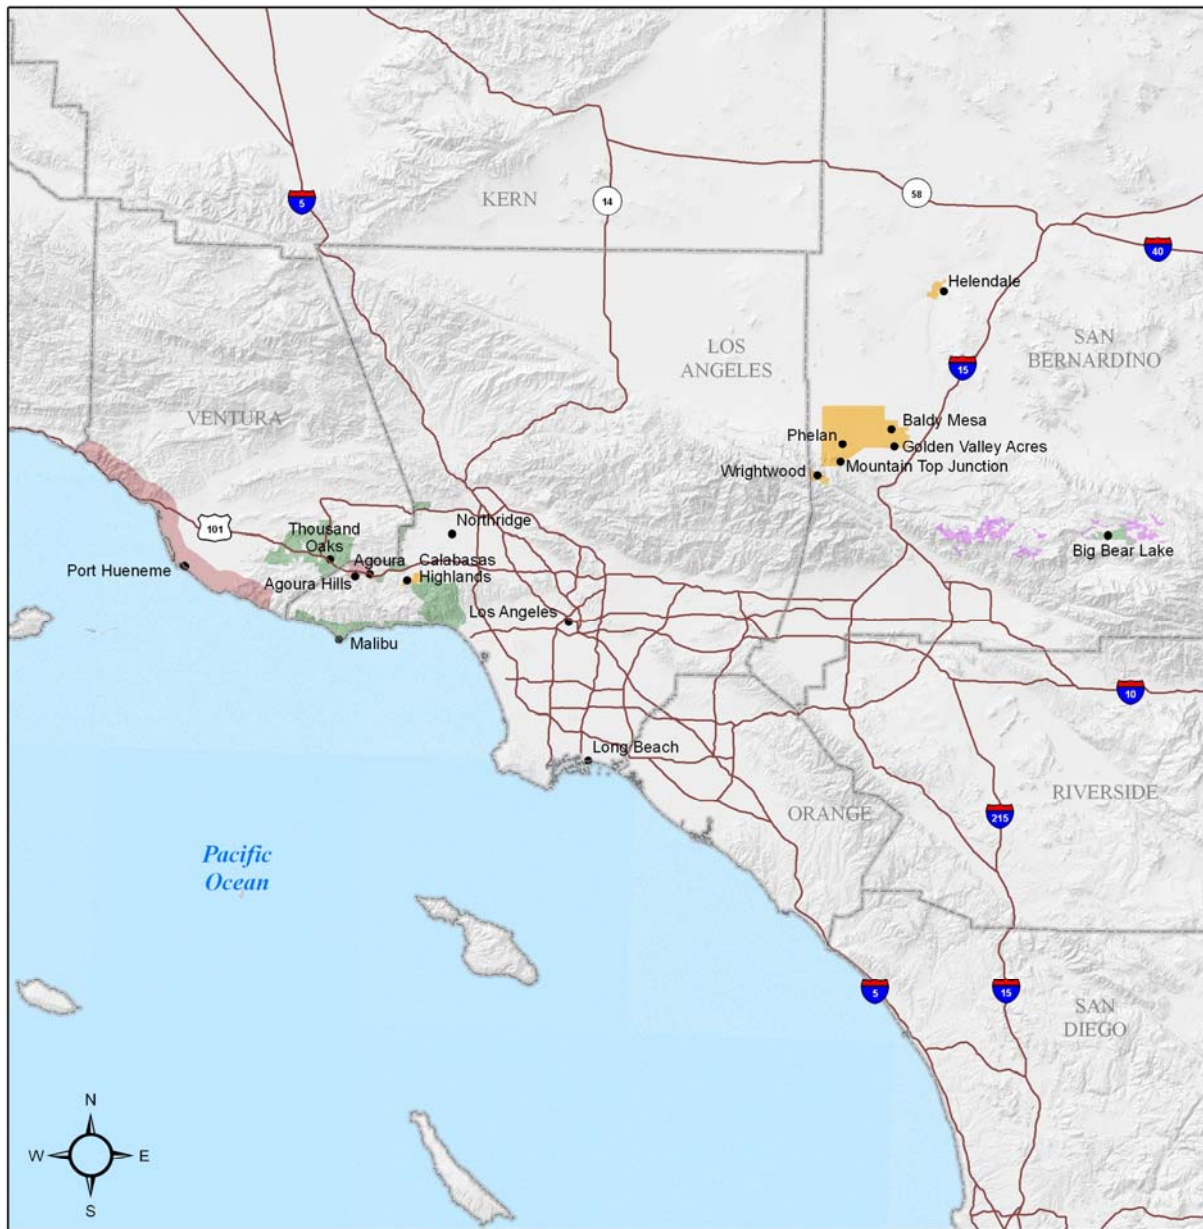 5
KERN
14
58
40
Helendale
LOS
ANGELES
SAN
BERNARDINO
15
VENTURA
Baldy Mesa
Phelan
Golden Valley Acres
Mountain Top Junction
Wrightwood
101
Northridge
Thousand
Oaks
Agoura
Calabasas
Highlands
Port Hueneme
Agoura Hills
Big Bear Lake
Los Angeles
Malibu
10
Long Beach
RIVERSIDE
ORANGE
215
Pacific
Ocean
5
15
SAN
DIEGO
N
W
E
S